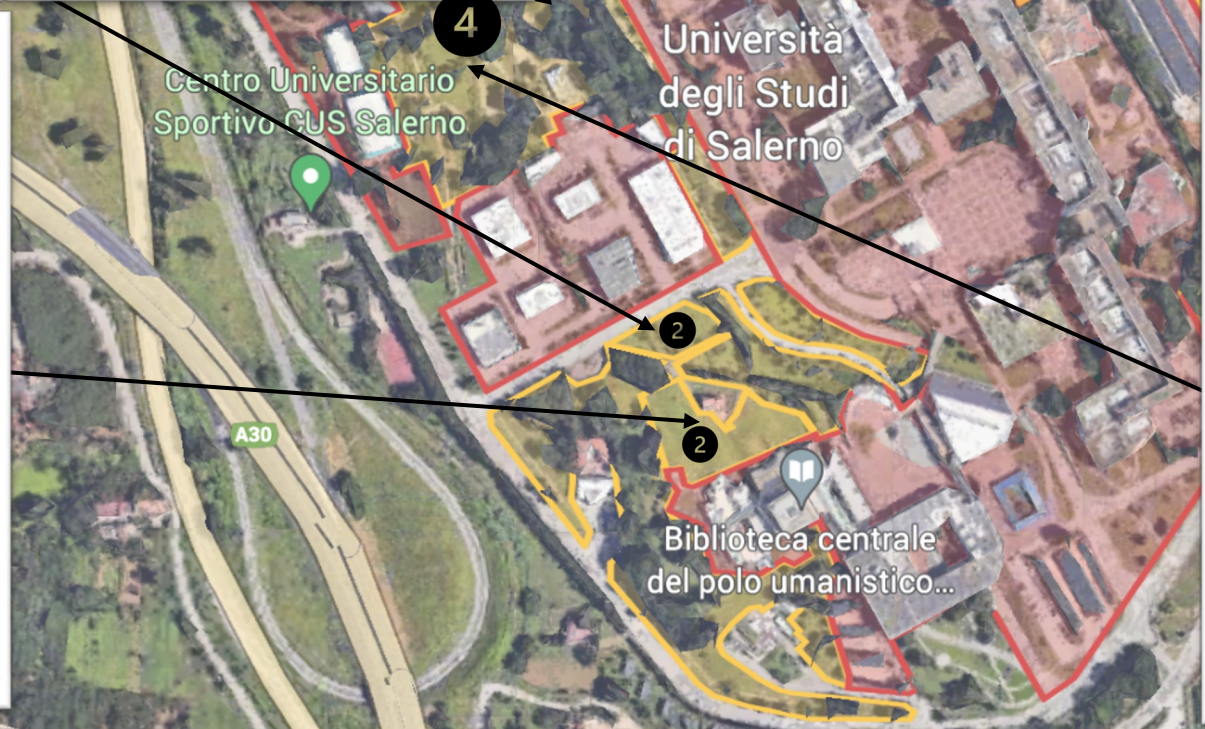 4
Università
degli Studi
di Salerno
Centro Universitario
Sportivo CUS Salerno
2
A30
2
Biblioteca centrale
del polo umanistico...